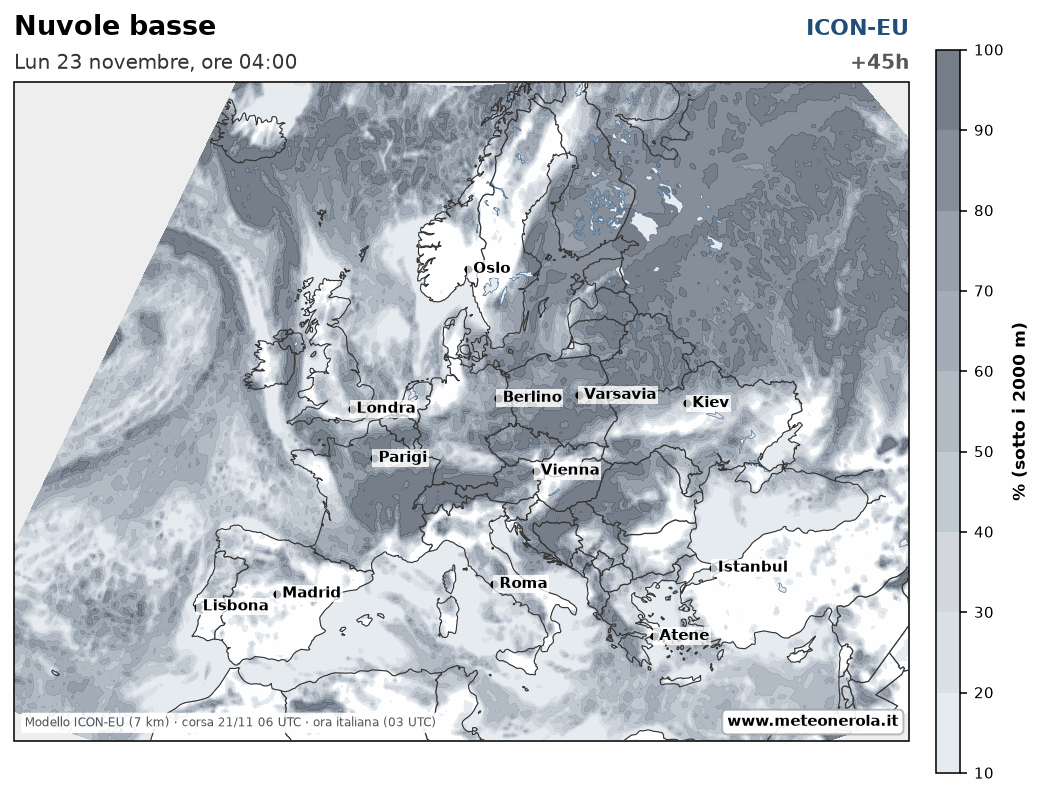 Nuvole basse
ICON-EU
Lun 23 novembre, ore 04:00
+45h
Oslo
Londra
Berlino
Varsavia
Kiev
Parigi
Vienna
Madrid
Lisbona
Roma
Istanbul
Atene
Modello ICON-EU (7 km) · corsa 21/11 06 UTC · ora italiana (03 UTC)
www.meteonerola.it
100
90
80
70
60
50
40
30
20
10
% (sotto i 2000 m)